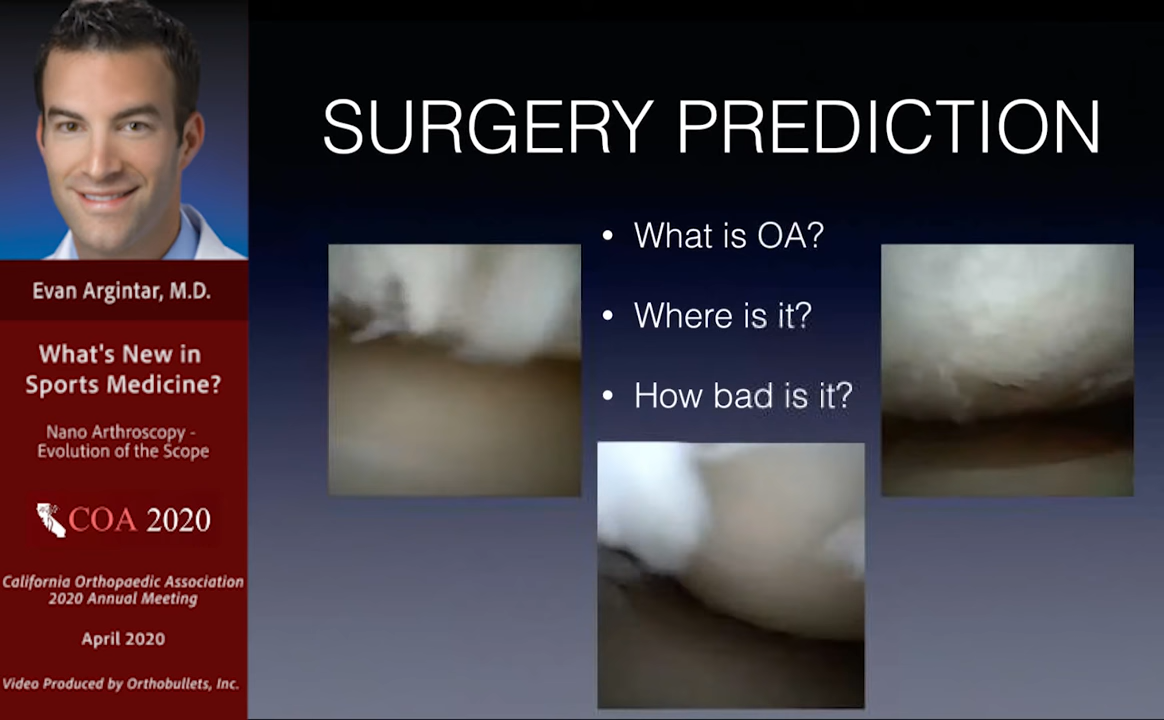 Evan Argintar, M.D.
What's New in
Sports Medicine?
Nano Arthroscopy -
Evolution of the Scope
COA 2020
California Orthopaedic Association
2020 Annual Meeting
April 2020
Video Produced by Orthobullets, Inc.
SURGERY PREDICTION
• What is OA?
• Where is it?
• How bad is it?